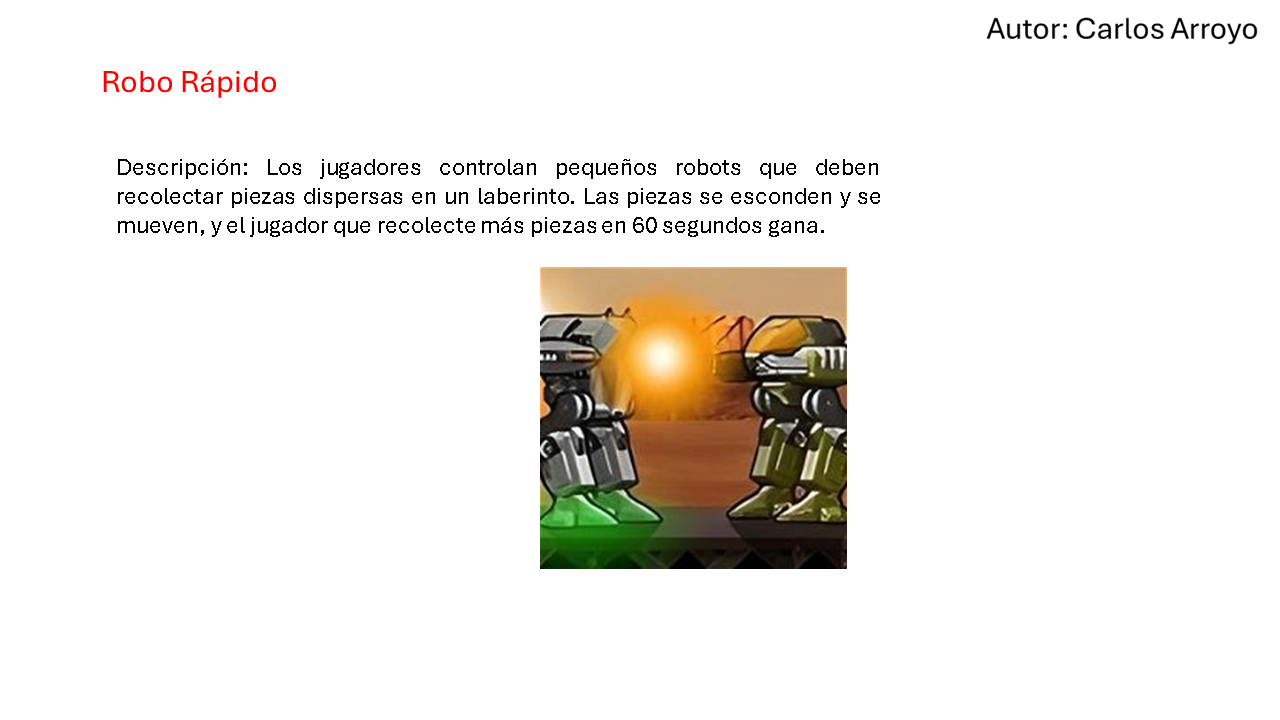 Autor: Carlos Arroyo
Robo Rápido
Descripción: Los jugadores controlan pequeños robots que deben
recolectar piezas dispersas en un laberinto. Las piezas se esconden y se
mueven, y el jugador que recolecte más piezas en 60 segundos gana.